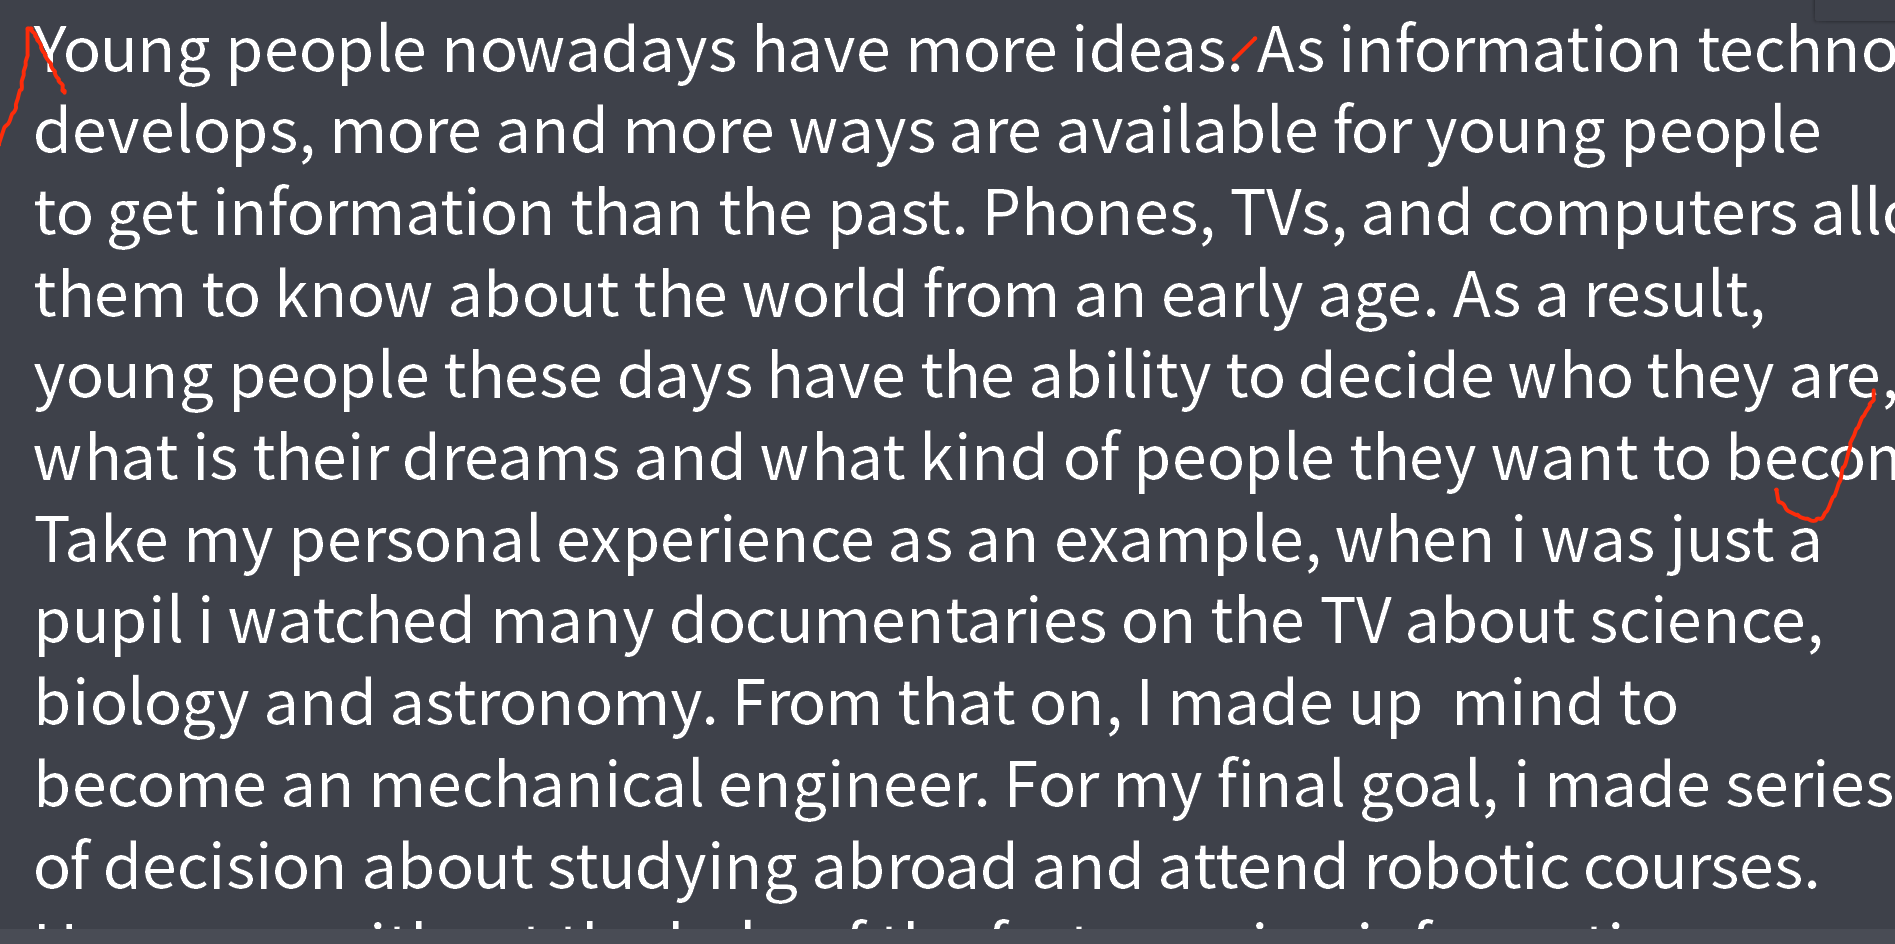 Young people nowadays have more ideas. As information techno
develops, more and more ways are available for young people
to get information than the past. Phones, TVs, and computers allo
them to know about the world from an early age. As a result,
young people these days have the ability to decide who they are,
what is their dreams and what kind of people they want to becom
Take my personal experience as an example, when i was just a
pupil i watched many documentaries on the TV about science,
biology and astronomy. From that on, I made up  mind to
become an mechanical engineer. For my final goal, i made series
of decision about studying abroad and attend robotic courses.